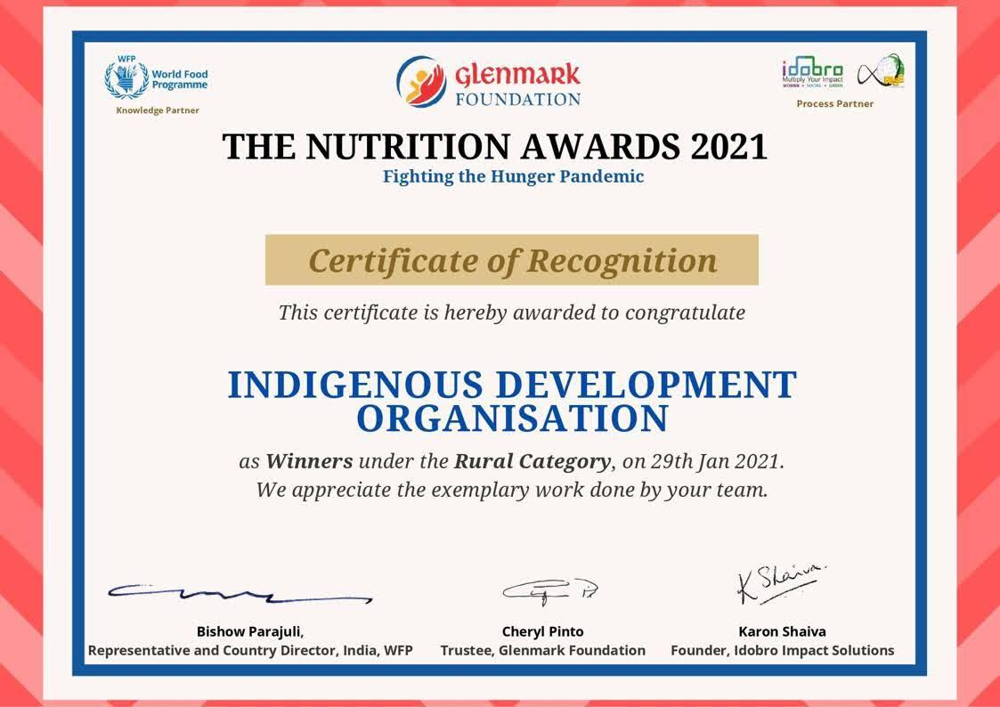 WFP
World Food
Programme
Knowledge Partner
glenmark
FOUNDATION
idobro
Multiply Your Impact
WOMEN • SOCIAL • GREEN
Process Partner
THE NUTRITION AWARDS 2021
Fighting the Hunger Pandemic
Certificate of Recognition
This certificate is hereby awarded to congratulate
INDIGENOUS DEVELOPMENT
ORGANISATION
as Winners under the Rural Category, on 29th Jan 2021.
We appreciate the exemplary work done by your team.
K Shaiva
Bishow Parajuli,
Representative and Country Director, India, WFP
Cheryl Pinto
Trustee, Glenmark Foundation
Karon Shaiva
Founder, Idobro Impact Solutions